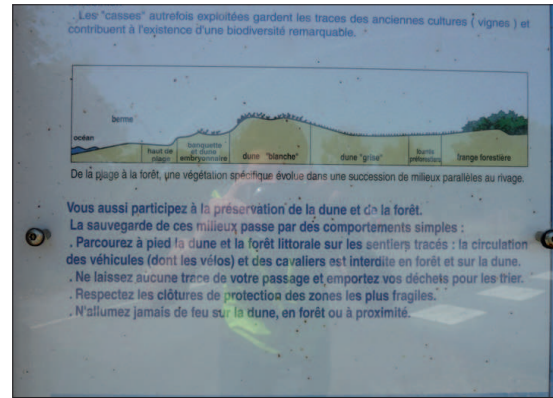 . Les "casses" autrefois exploitées gardent les traces des anciennes cultures ( vignes ) et
contribuent à l'existence d'une biodiversité remarquable.
berme
océan
haut de
plage
banquette
et dune
embryonnaire
dune "blanche"
dune "grise"
fourrés
préforestiers
frange forestière
De la plage à la forêt, une végétation spécifique évolue dans une succession de milieux parallèles au rivage.
Vous aussi participez à la préservation de la dune et de la forêt.
La sauvegarde de ces milieux passe par des comportements simples :
. Parcourez à pied la dune et la forêt littorale sur les sentiers tracés : la circulation
des véhicules (dont les vélos) et des cavaliers est interdite en forêt et sur la dune.
. Ne laissez aucune trace de votre passage et emportez vos déchets pour les trier.
. Respectez les clôtures de protection des zones les plus fragiles.
. N'allumez jamais de feu sur la dune, en forêt ou à proximité.